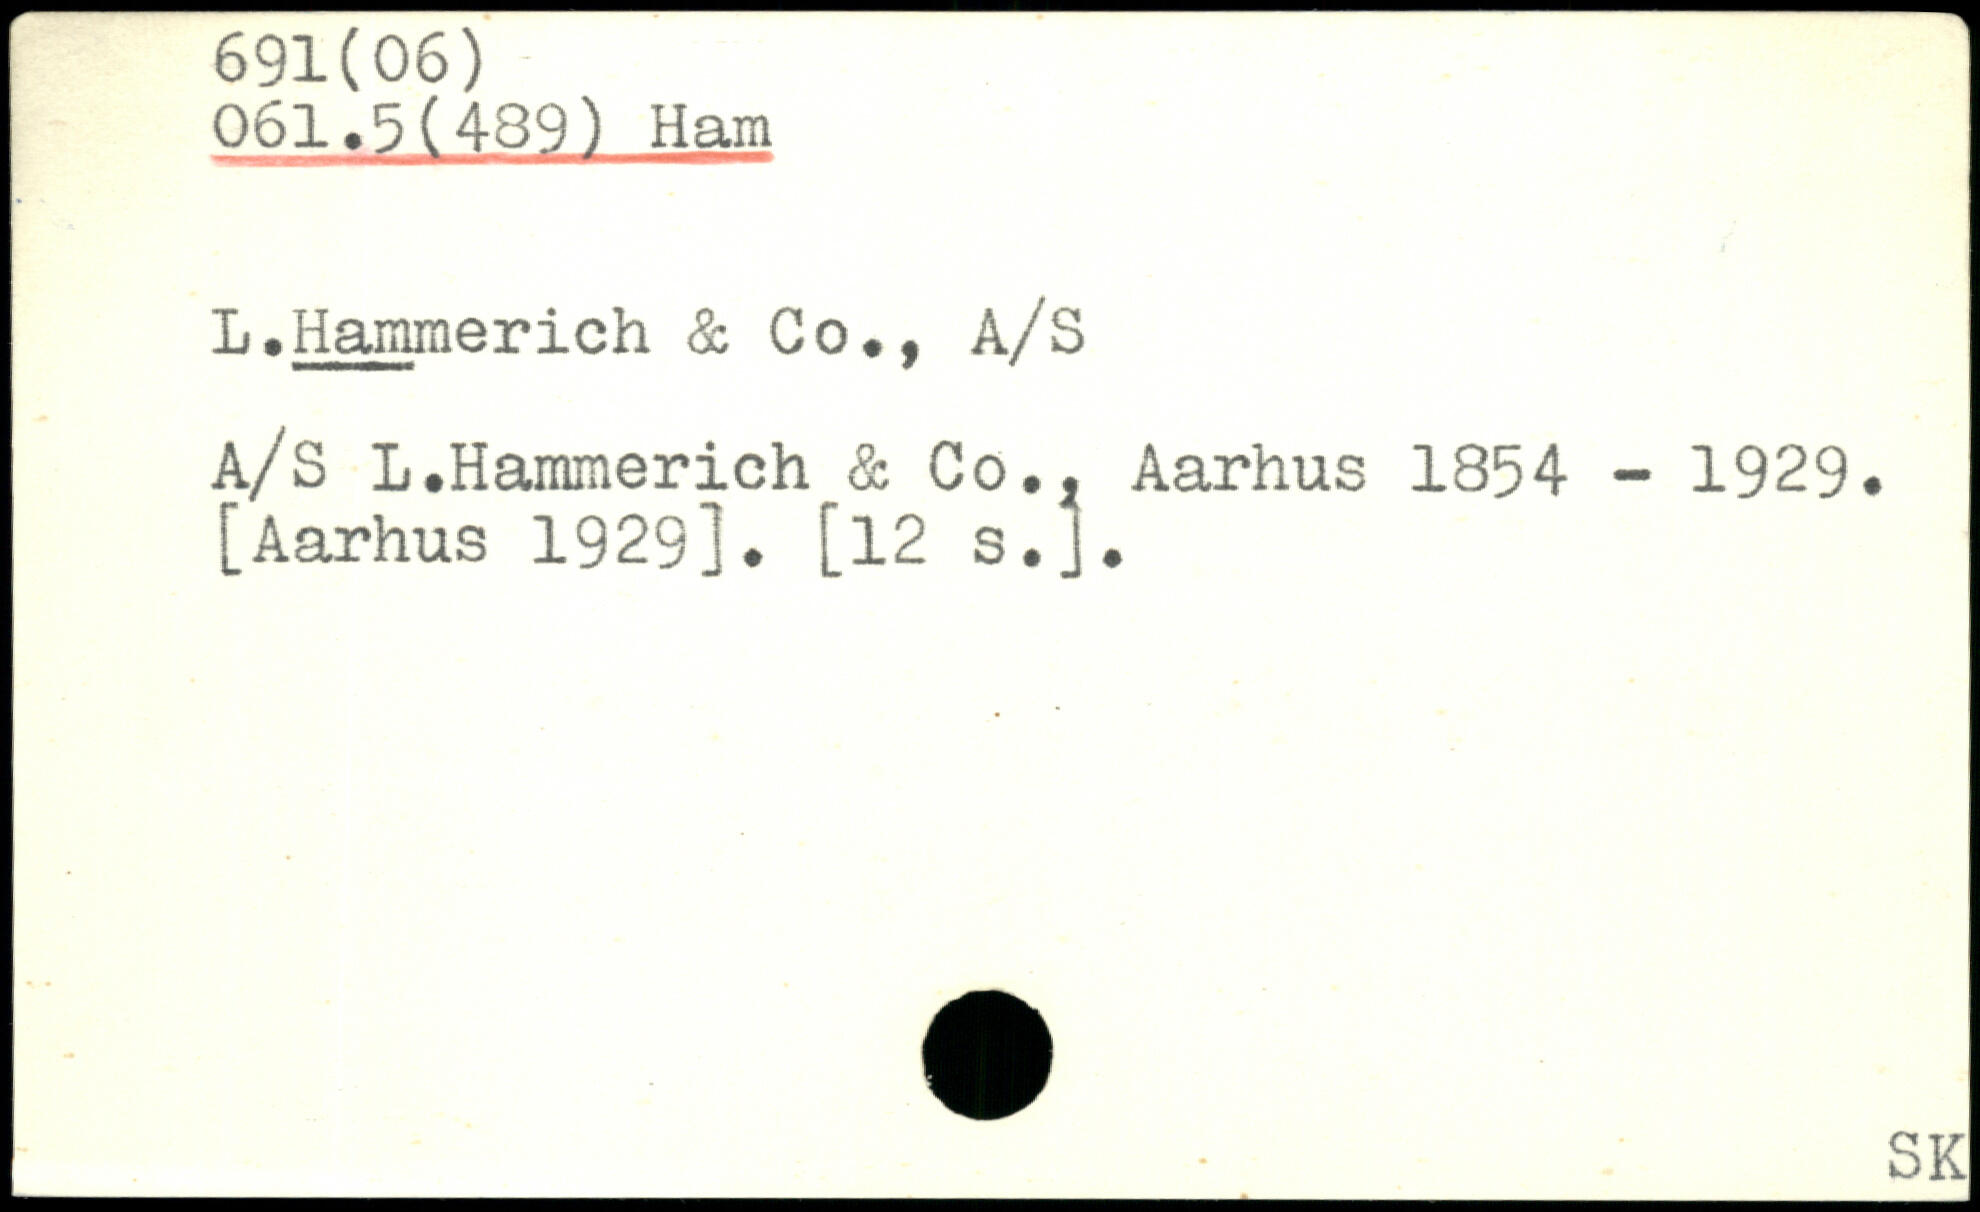 691(06)
061.5(489) Ham
L.Hammerich & Co., A/S
A/S L.Hammerich & Co., Aarhus 1854 - 1929.
[Aarhus 1929]. [12 s.].
SK